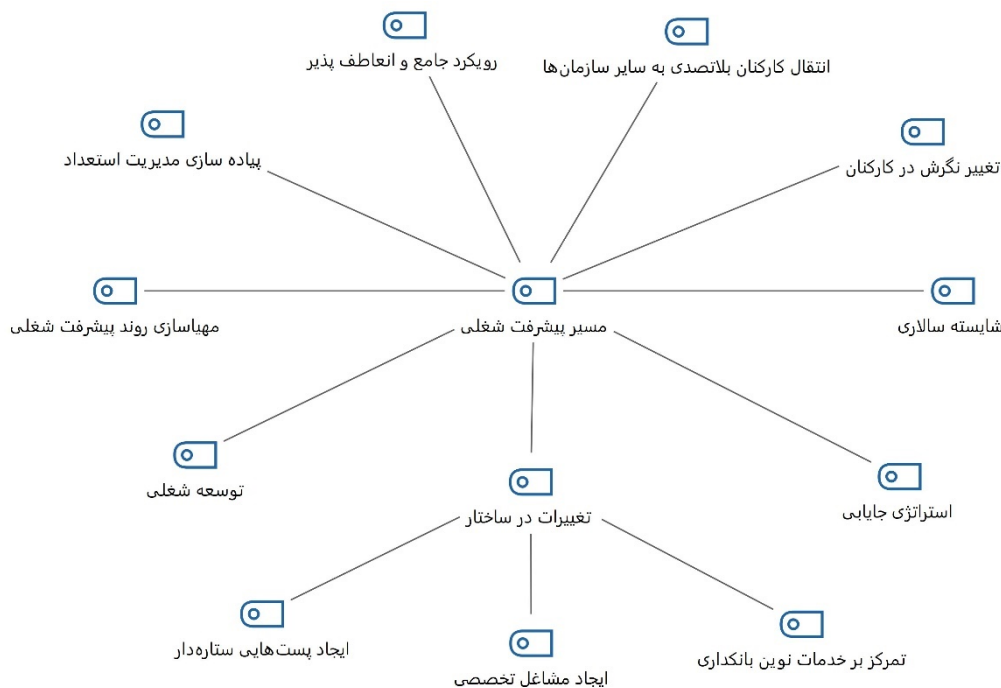 رویکرد جامع و انعاطف پذیر
انتقال کارکنان بلاتصدی به سایر سازمان‌ها
پیاده سازی مدیریت استعداد
تغییر نگرش در کارکنان
مهیاسازی روند پیشرفت شغلی
مسیر پیشرفت شغلی
شایسته سالاری
توسعه شغلی
تغییرات در ساختار
استراتژی جایابی
ایجاد پست‌هایی ستاره‌دار
ایجاد مشاغل تخصصی
تمرکز بر خدمات نوین بانکداری